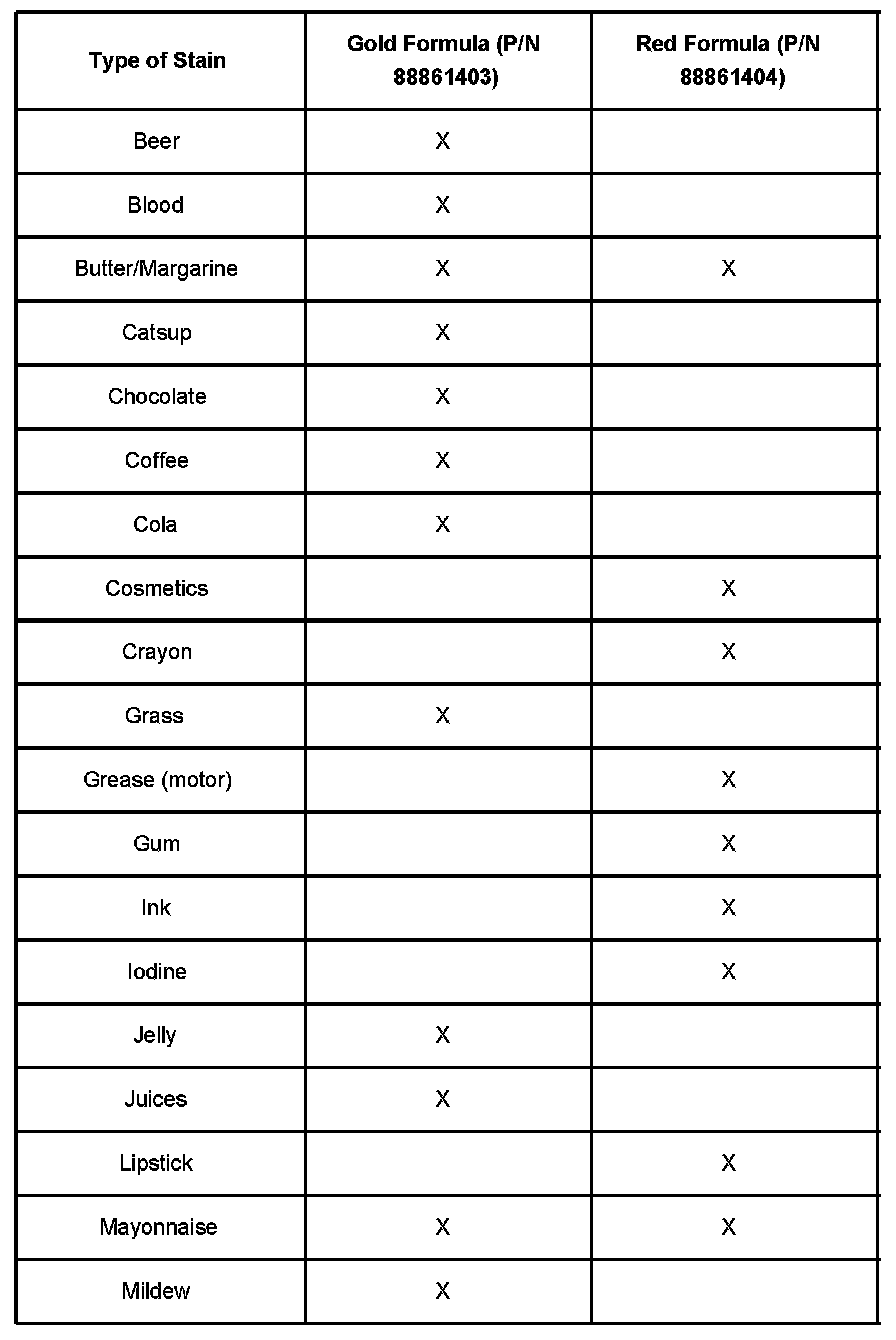 Type of Stain
Gold Formula (P/N
88861403)
Red Formula (P/N
88861404)
Beer X
Blood X
Butter/Margarine X X
Catsup X
Chocolate X
Coffee X
Cola X
Cosmetics X
Crayon X
Grass X
Grease (motor) X
Gum X
Ink X
Iodine X
Jelly X
Juices X
Lipstick X
Mayonnaise X X
Mildew X